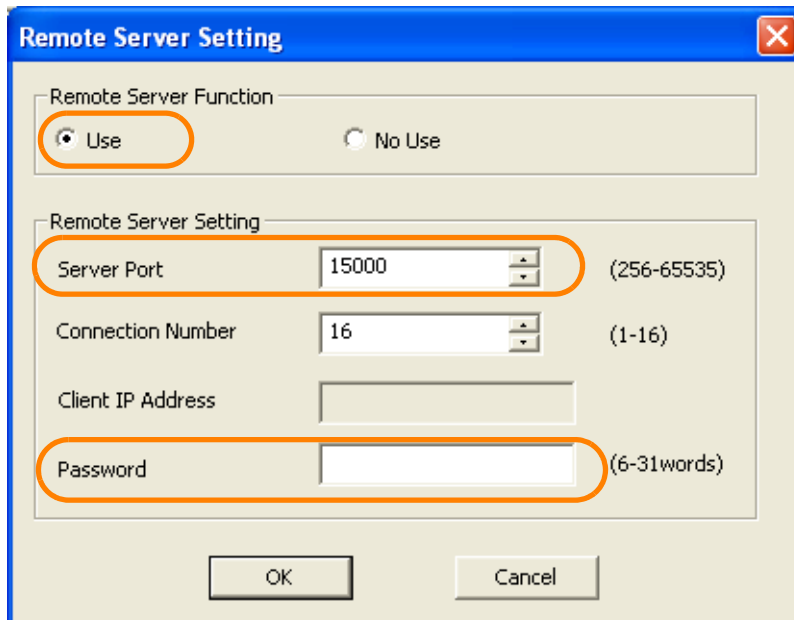 Remote Server Setting
Remote Server Function
Use No Use
Remote Server Setting
Server Port 15000 (256-65535)
Connection Number 16 (1-16)
Client IP Address
Password (6-31words)
OK Cancel